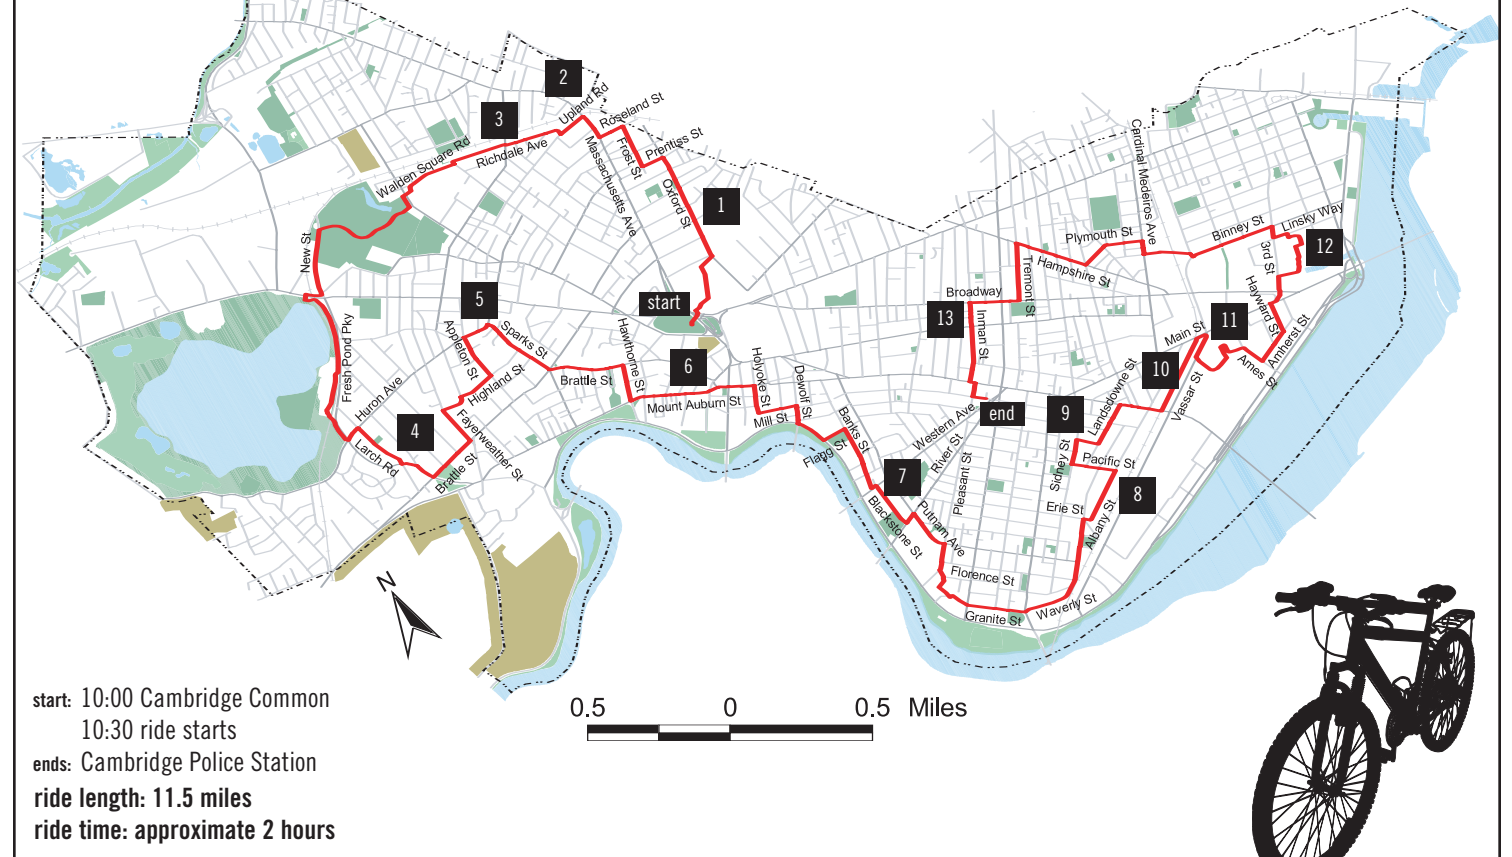 2
Upland Rd
Roseland St
3
Walden Square Rd
Richdale Ave
Massachusetts Ave
Frost St
Prentiss St
Oxford St
1
Cardinal Medeiros Ave
Plymouth St
Binney St
Linsky Way
12
3rd St
New St
Hampshire St
Tremont St
Broadway
Hayward St
start
5
13
Inman St
11
Main St
Amherst St
Ames St
Fresh Pond Pky
Appleton St
Sparks St
Hawthorne St
6
Holyoke St
Dewolf St
10
Landsdowne St
Vassar St
Brattle St
Highland St
Huron Ave
Mount Auburn St
Mill St
Banks St
Western Ave
end
9
4
Fayerweather St
Larch Rd
Brattle St
Flagg St
River St
Pleasant St
Sidney St
Pacific St
7
8
Blackstone St
Putnam Ave
Erie St
Albany St
Florence St
Granite St
Waverly St
N
start: 10:00 Cambridge Common
10:30 ride starts
ends: Cambridge Police Station
ride length: 11.5 miles
ride time: approximate 2 hours
0.5 0 0.5 Miles